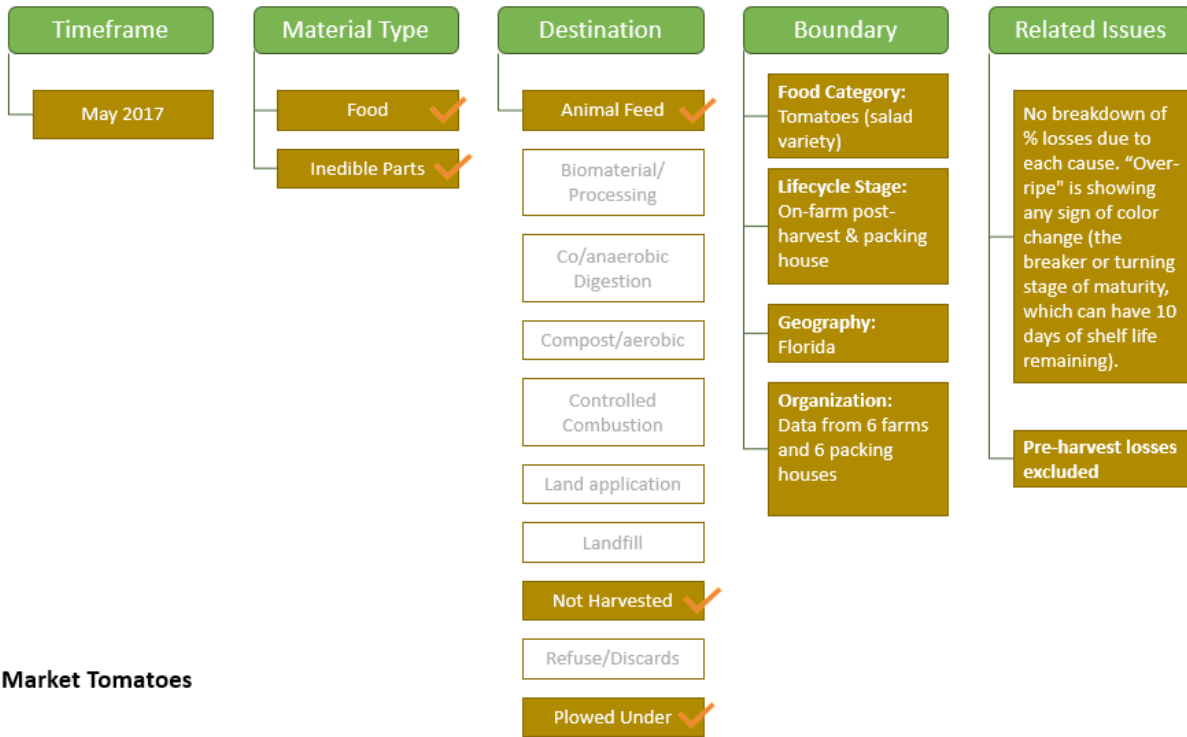 Timeframe
May 2017
Material Type
Food
Inedible Parts
Destination
Animal Feed
Biomaterial/
Processing
Co/anaerobic
Digestion
Compost/aerobic
Controlled
Combustion
Land application
Landfill
Not Harvested
Refuse/Discards
Plowed Under
Boundary
Food Category:
Tomatoes (salad
variety)
Lifecycle Stage:
On-farm post-
harvest & packing
house
Geography:
Florida
Organization:
Data from 6 farms
and 6 packing
houses
Related Issues
No breakdown of
% losses due to
each cause. “Over-
ripe" is showing
any sign of color
change (the
breaker or turning
stage of maturity,
which can have 10
days of shelf life
remaining).
Pre-harvest losses
excluded
Market Tomatoes